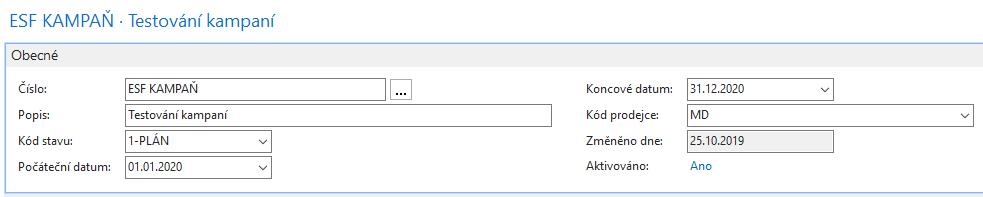 ESF KAMPAŇ · Testování kampaní
Obecné
Číslo: ESF KAMPAŇ ...
Popis: Testování kampaní
Kód stavu: 1-PLÁN
Počáteční datum: 01.01.2020
Koncové datum: 31.12.2020
Kód prodejce: MD
Změněno dne: 25.10.2019
Aktivováno: Ano